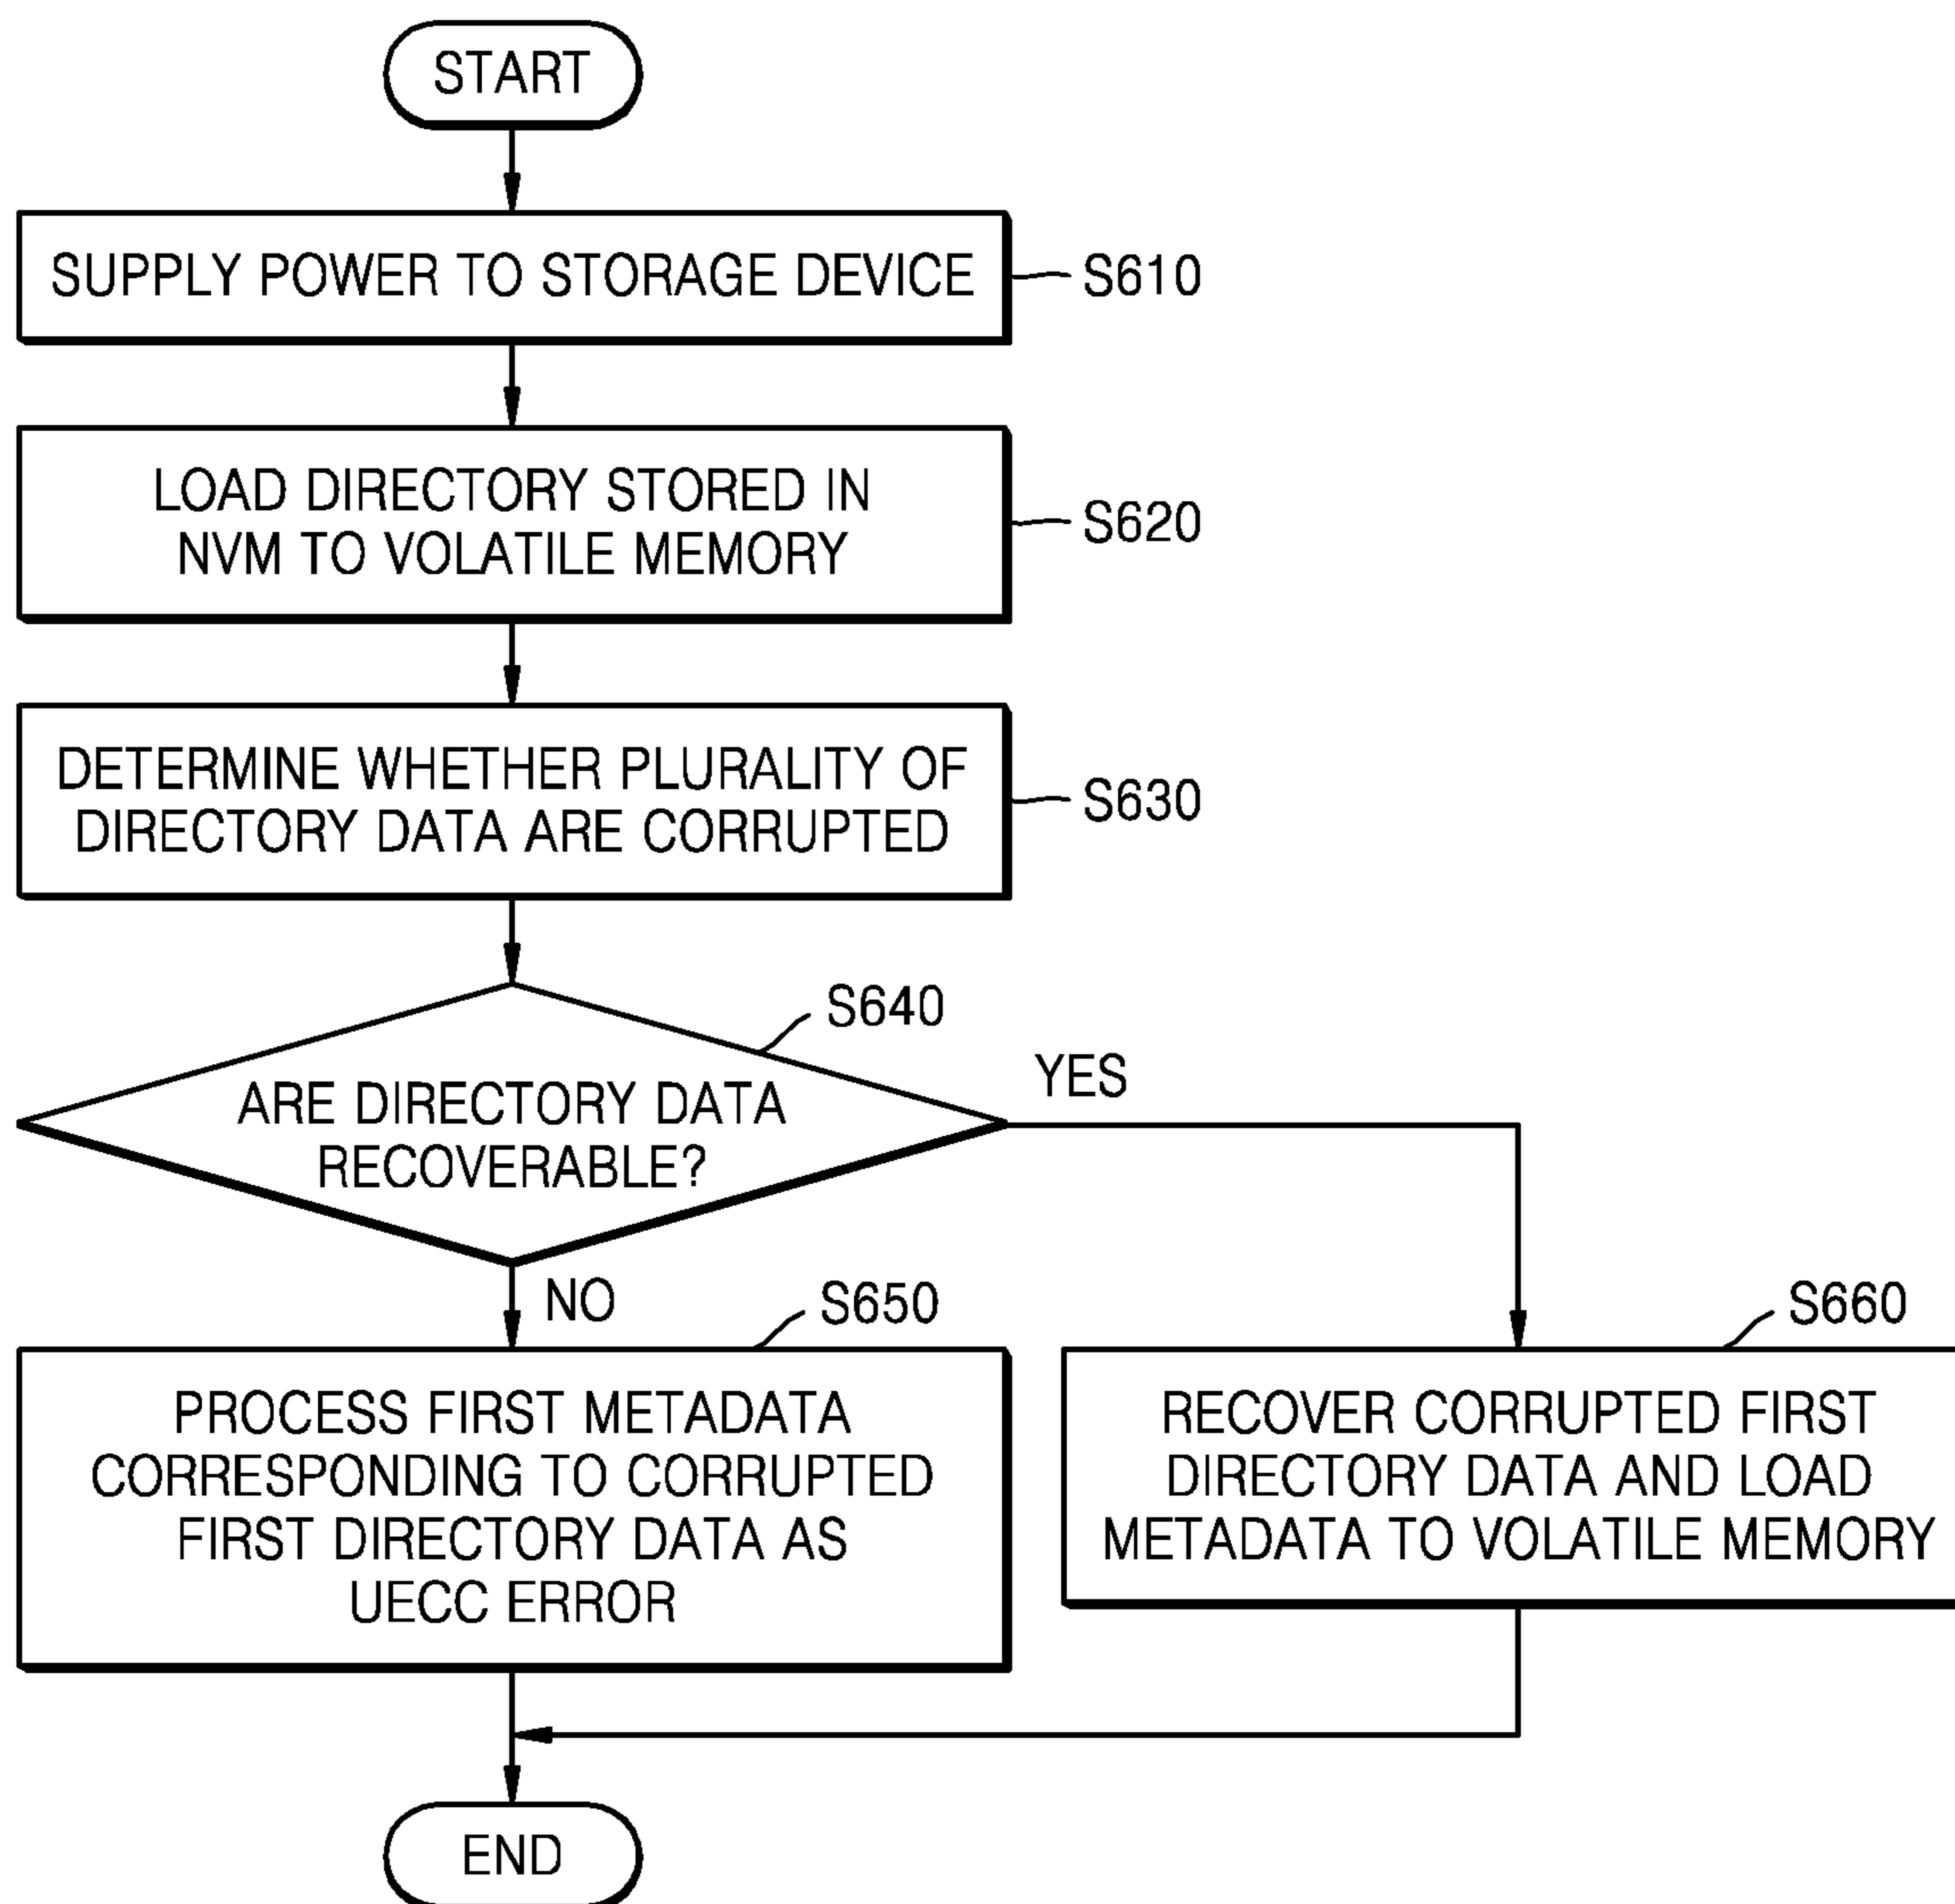 START
SUPPLY POWER TO STORAGE DEVICE
S610
LOAD DIRECTORY STORED IN
NVM TO VOLATILE MEMORY
S620
DETERMINE WHETHER PLURALITY OF
DIRECTORY DATA ARE CORRUPTED
S630
S640
ARE DIRECTORY DATA
RECOVERABLE?
YES
NO
S650
PROCESS FIRST METADATA
CORRESPONDING TO CORRUPTED
FIRST DIRECTORY DATA AS
UECC ERROR
S660
RECOVER CORRUPTED FIRST
DIRECTORY DATA AND LOAD
METADATA TO VOLATILE MEMORY
END